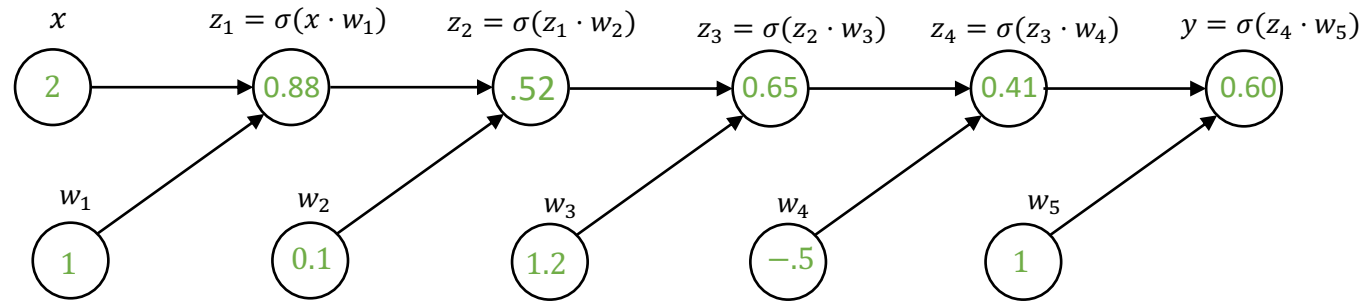 x z₁ = σ(x · w₁) z₂ = σ(z₁ · w₂) z₃ = σ(z₂ · w₃) z₄ = σ(z₃ · w₄) y = σ(z₄ · w₅)
2 0.88 .52 0.65 0.41 0.60
w₁ w₂ w₃ w₄ w₅
1 0.1 1.2 −.5 1